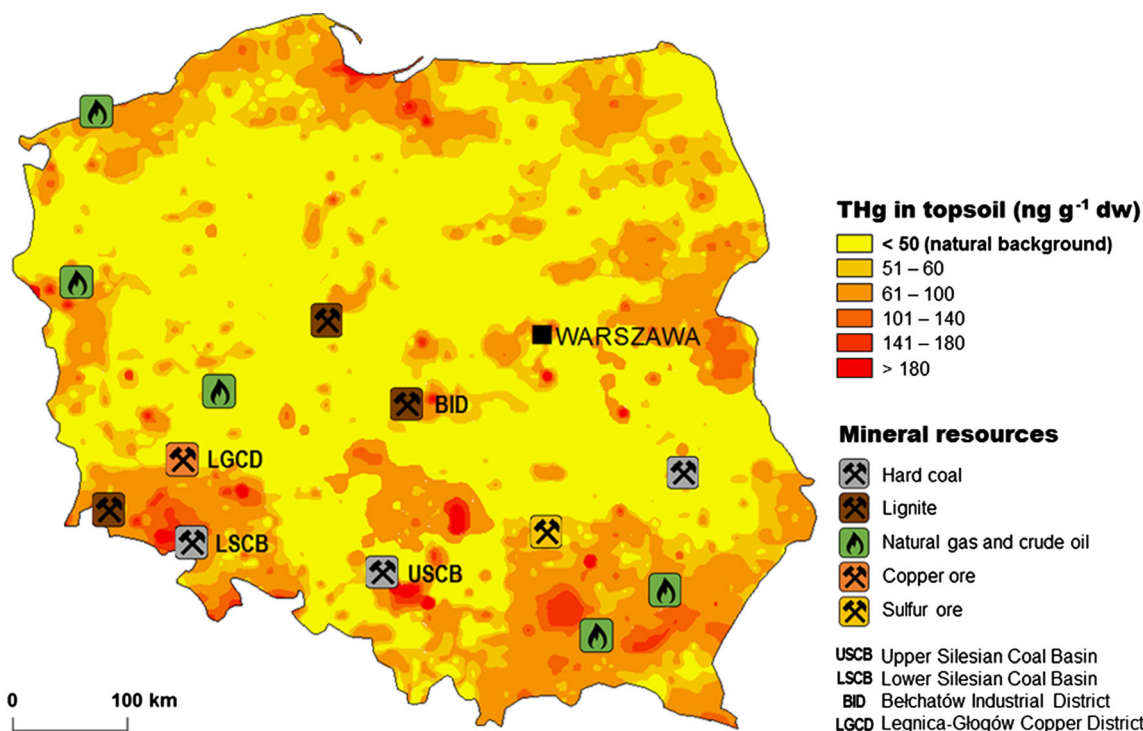 WARSZAWA
BID
LGCD
LSCB
USCB
0 100 km
THg in topsoil (ng g⁻¹ dw)
< 50 (natural background)
51 – 60
61 – 100
101 – 140
141 – 180
> 180
Mineral resources
Hard coal
Lignite
Natural gas and crude oil
Copper ore
Sulfur ore
USCB Upper Silesian Coal Basin
LSCB Lower Silesian Coal Basin
BID Bełchatów Industrial District
LGCD Legnica-Głogów Copper District